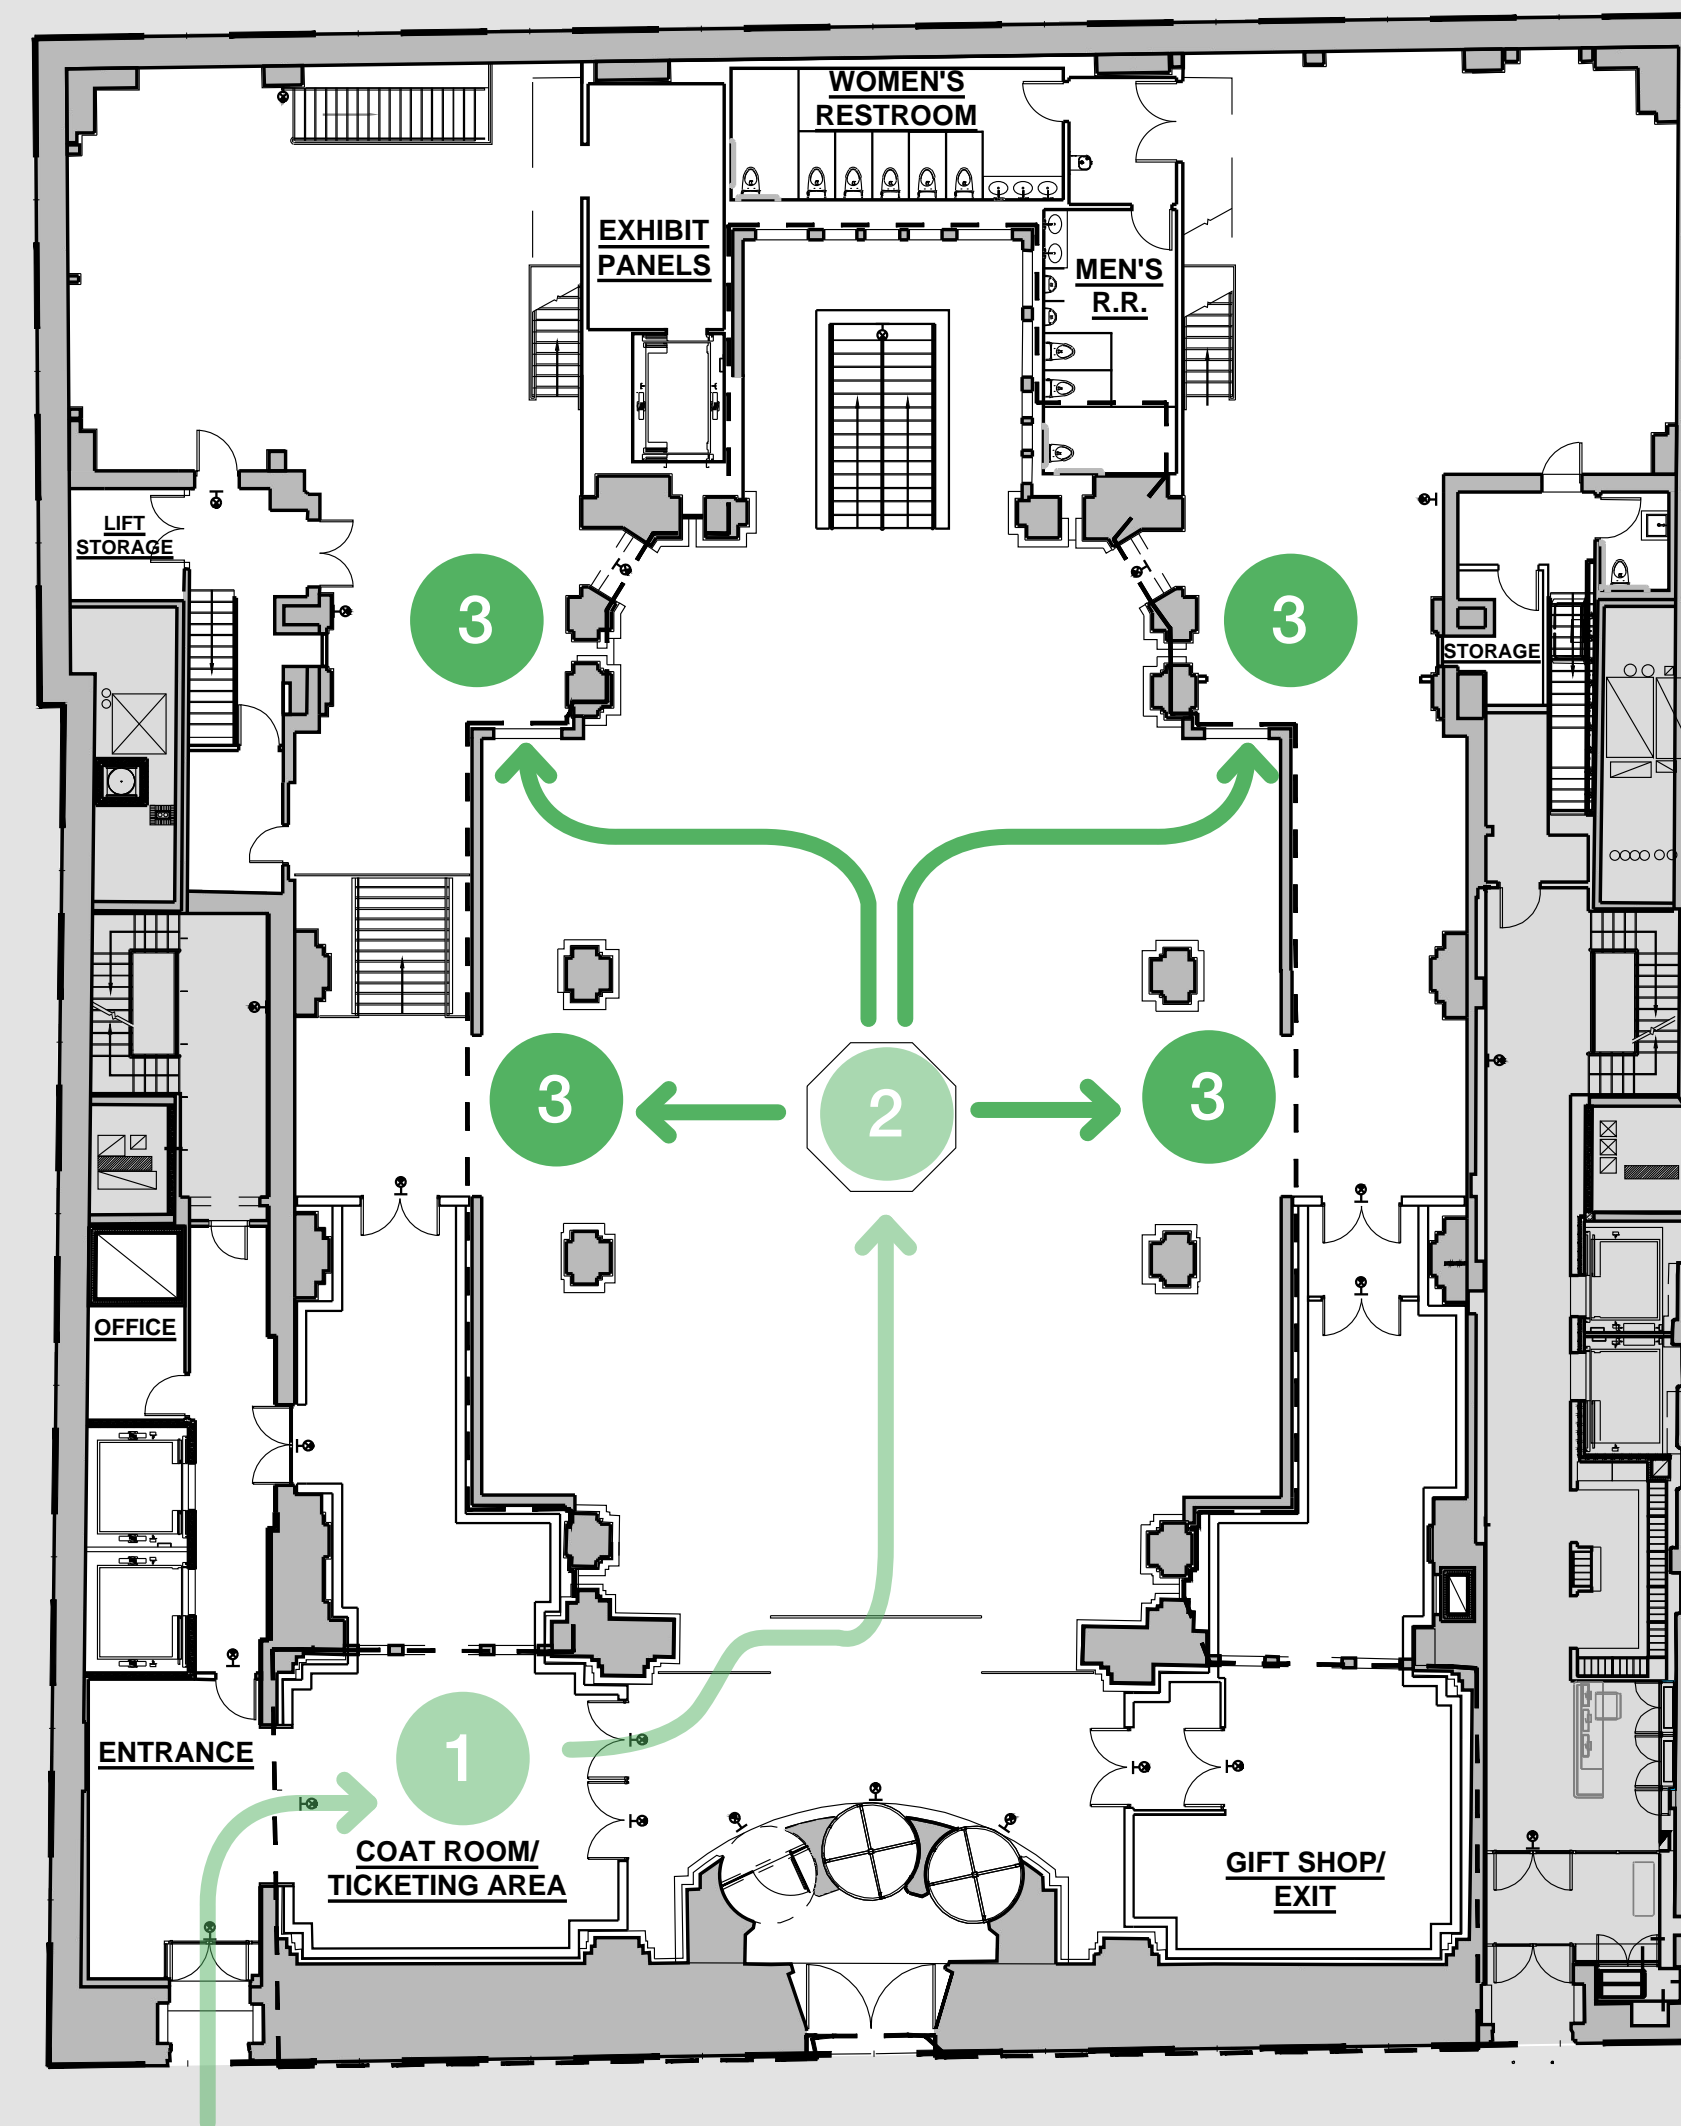 WOMEN'S
RESTROOM
EXHIBIT
PANELS
MEN'S
R.R.
LIFT
STORAGE
3
3
STORAGE
3
2
3
OFFICE
ENTRANCE
1
COAT ROOM/
TICKETING AREA
GIFT SHOP/
EXIT